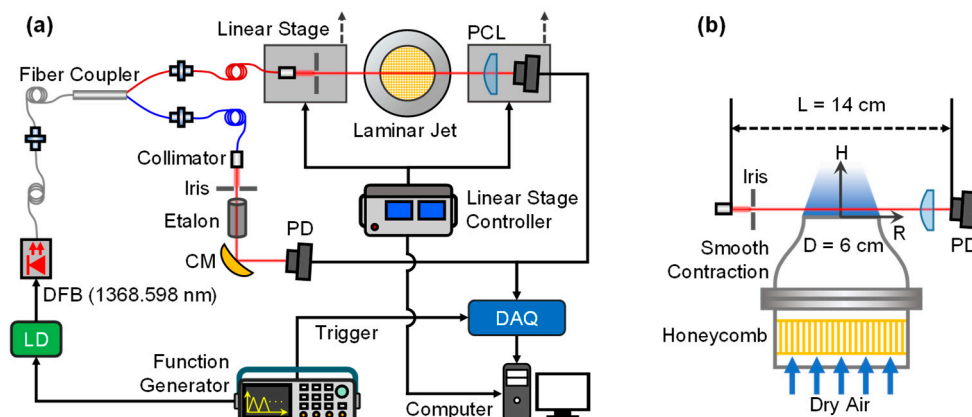 (a)
Linear Stage
PCL
Fiber Coupler
Laminar Jet
Collimator
Iris
Etalon
PD
CM
Linear Stage
Controller
DFB (1368.598 nm)
LD
Trigger
DAQ
Function
Generator
Computer
(b)
L = 14 cm
H
Iris
R
PD
Smooth
Contraction
D = 6 cm
Honeycomb
Dry Air